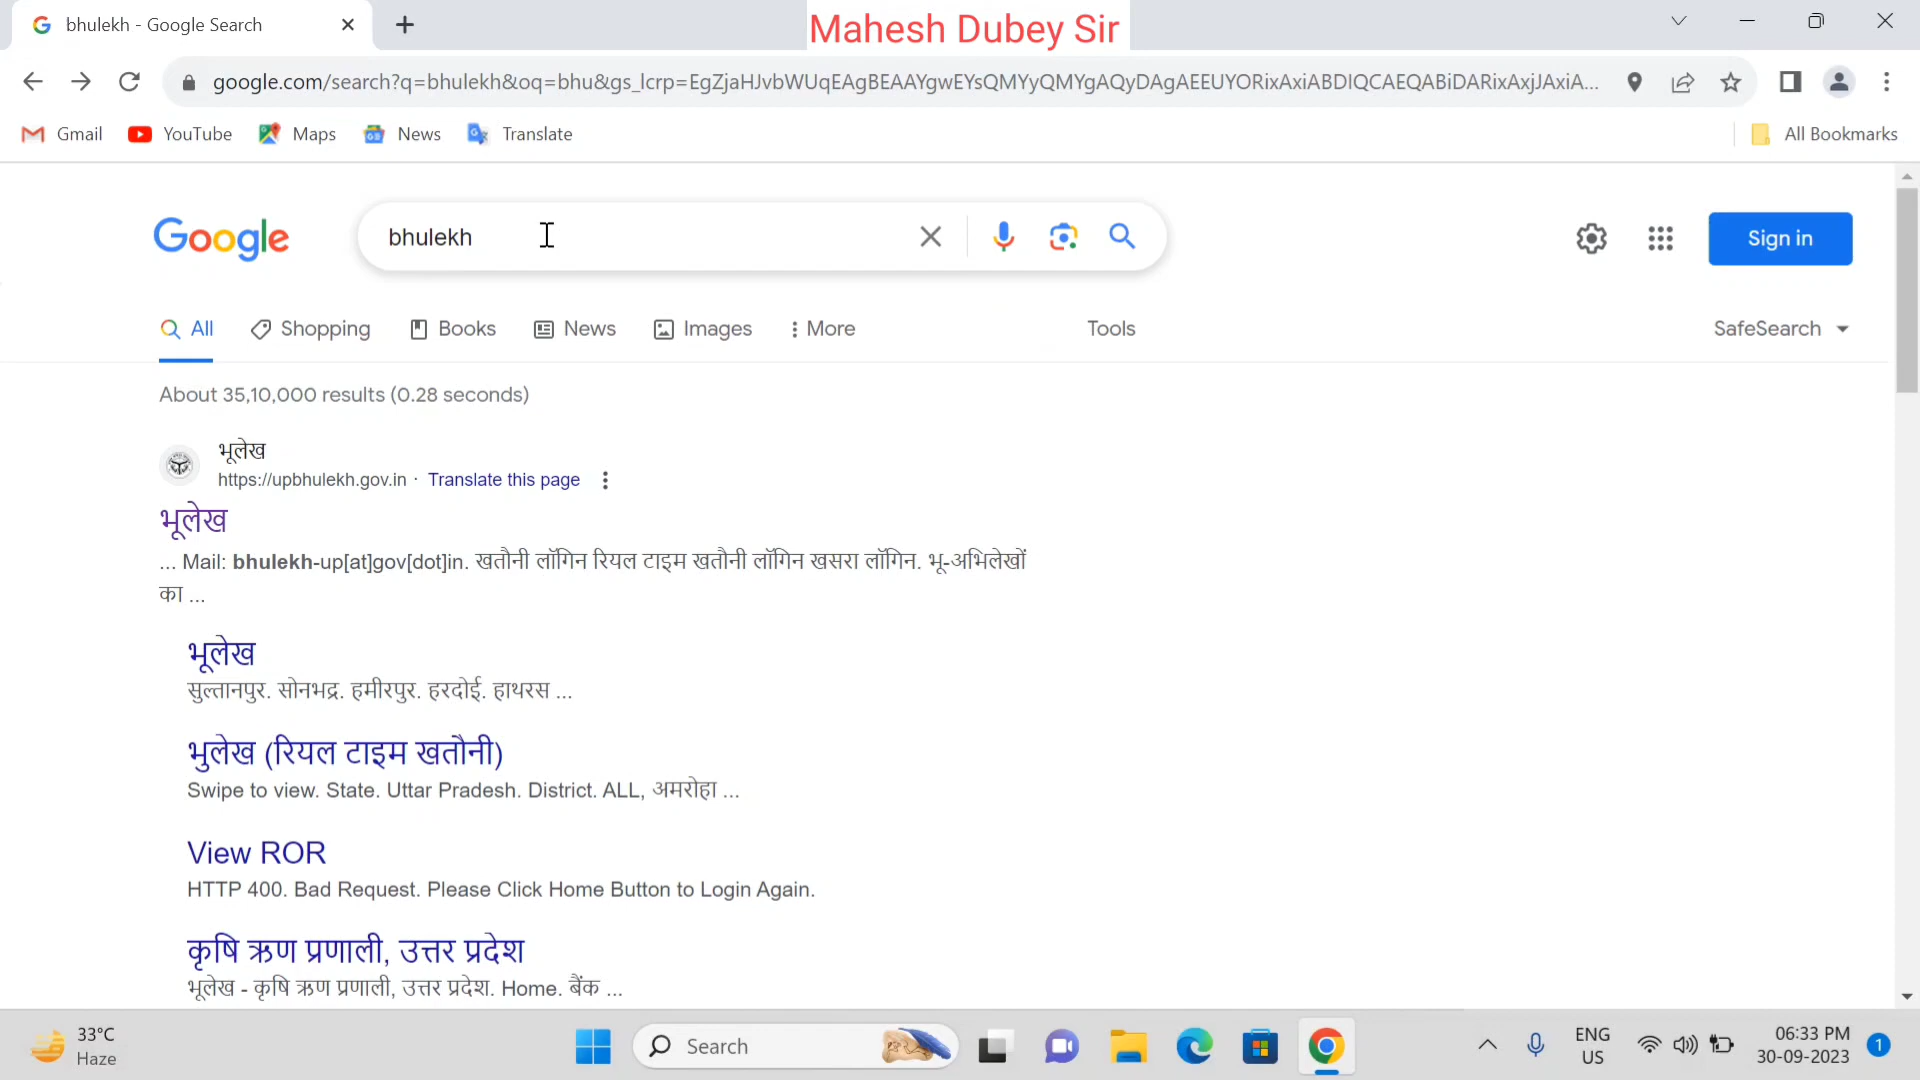 bhulekh - Google Search
Mahesh Dubey Sir
google.com/search?q=bhulekh&oq=bhu&gs_lcrp=EgZjaHJvbWUqEAgBEAAYgwEYsQMYyQMYgAQyDAgAEEUYORixAxiABDIQCAEQABiDARixAxjJAxiA...
Gmail YouTube Maps News Translate All Bookmarks
Google bhulekh Sign in
All Shopping Books News Images More Tools SafeSearch
About 35,10,000 results (0.28 seconds)
भूलेख
https://upbhulekh.gov.in · Translate this page
भूलेख
... Mail: bhulekh-up[at]gov[dot]in. खतौनी लॉगिन रियल टाइम खतौनी लॉगिन खसरा लॉगिन. भू-अभिलेखों
का ...
भूलेख
सुल्तानपुर. सोनभद्र. हमीरपुर. हरदोई. हाथरस ...
भुलेख (रियल टाइम खतौनी)
Swipe to view. State. Uttar Pradesh. District. ALL, अमरोहा ...
View ROR
HTTP 400. Bad Request. Please Click Home Button to Login Again.
कृषि ऋण प्रणाली, उत्तर प्रदेश
भूलेख - कृषि ऋण प्रणाली, उत्तर प्रदेश. Home. बैंक ...
33°C
Haze
Search
ENG
US
06:33 PM
30-09-2023
1